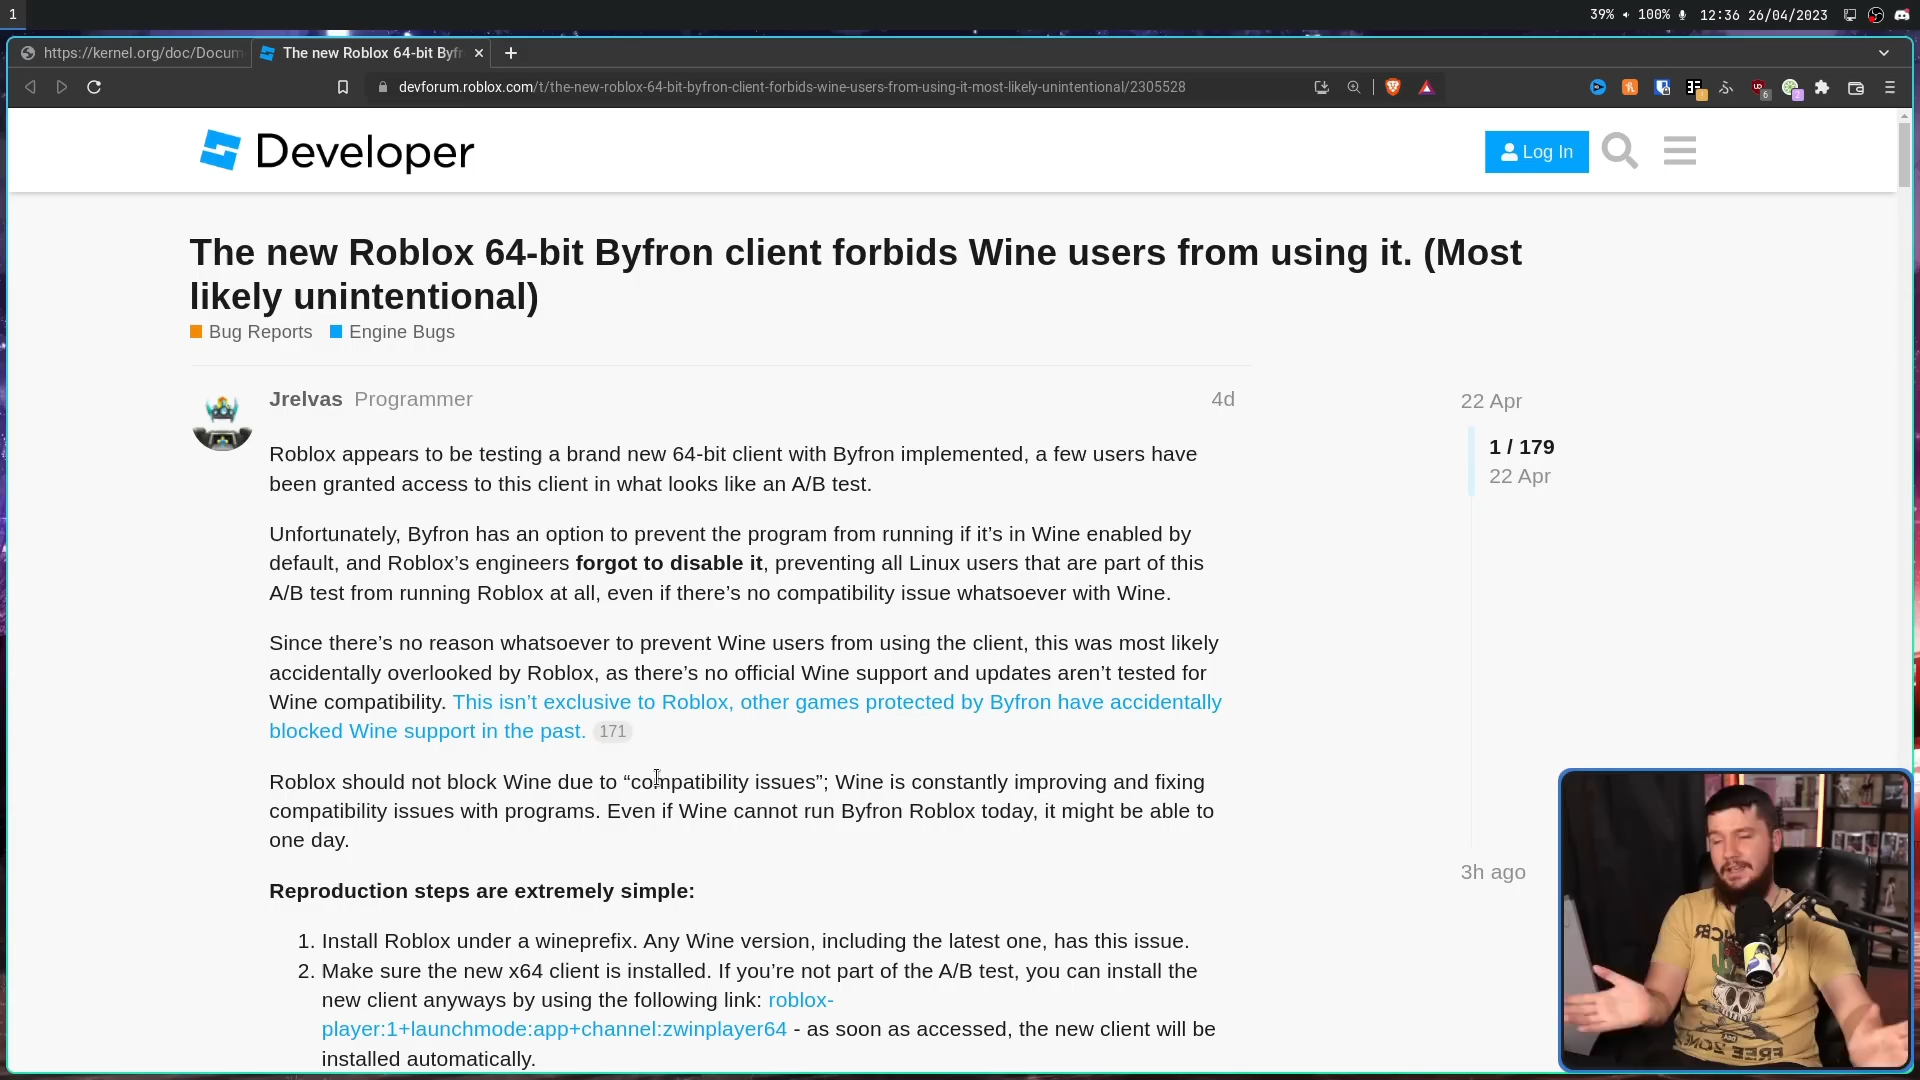 1
39% 100% 12:36 26/04/2023
https://kernel.org/doc/Docum
The new Roblox 64-bit Byfr
devforum.roblox.com/t/the-new-roblox-64-bit-byfron-client-forbids-wine-users-from-using-it-most-likely-unintentional/2305528
6
2
Developer
Log In
The new Roblox 64-bit Byfron client forbids Wine users from using it. (Most
likely unintentional)
Bug Reports Engine Bugs
Jrelvas Programmer 4d
Roblox appears to be testing a brand new 64-bit client with Byfron implemented, a few users have
been granted access to this client in what looks like an A/B test.
Unfortunately, Byfron has an option to prevent the program from running if it’s in Wine enabled by
default, and Roblox’s engineers forgot to disable it, preventing all Linux users that are part of this
A/B test from running Roblox at all, even if there’s no compatibility issue whatsoever with Wine.
Since there’s no reason whatsoever to prevent Wine users from using the client, this was most likely
accidentally overlooked by Roblox, as there’s no official Wine support and updates aren’t tested for
Wine compatibility. This isn’t exclusive to Roblox, other games protected by Byfron have accidentally
blocked Wine support in the past. 171
Roblox should not block Wine due to “compatibility issues”; Wine is constantly improving and fixing
compatibility issues with programs. Even if Wine cannot run Byfron Roblox today, it might be able to
one day.
Reproduction steps are extremely simple:
1. Install Roblox under a wineprefix. Any Wine version, including the latest one, has this issue.
2. Make sure the new x64 client is installed. If you’re not part of the A/B test, you can install the
new client anyways by using the following link: roblox-
player:1+launchmode:app+channel:zwinplayer64 - as soon as accessed, the new client will be
installed automatically.
22 Apr
1 / 179
22 Apr
3h ago
FREE ZONE